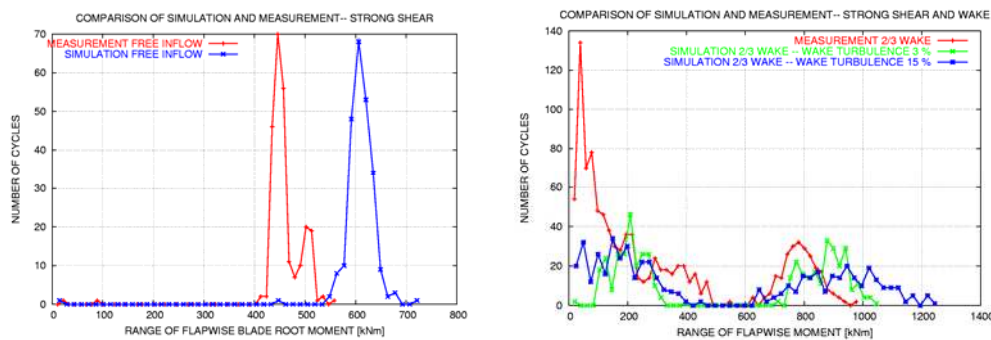 COMPARISON OF SIMULATION AND MEASUREMENT-- STRONG SHEAR
MEASUREMENT FREE INFLOW
SIMULATION FREE INFLOW
NUMBER OF CYCLES
70
60
50
40
30
20
10
0
0 100 200 300 400 500 600 700 800
RANGE OF FLAPWISE BLADE ROOT MOMENT [kNm]
COMPARISON OF SIMULATION AND MEASUREMENT-- STRONG SHEAR AND WAKE
MEASUREMENT 2/3 WAKE
SIMULATION 2/3 WAKE -- WAKE TURBULENCE 3 %
SIMULATION 2/3 WAKE -- WAKE TURBULENCE 15 %
NUMBER OF CYCLES
140
120
100
80
60
40
20
0
0 200 400 600 800 1000 1200 1400
RANGE OF FLAPWISE MOMENT [kNm]